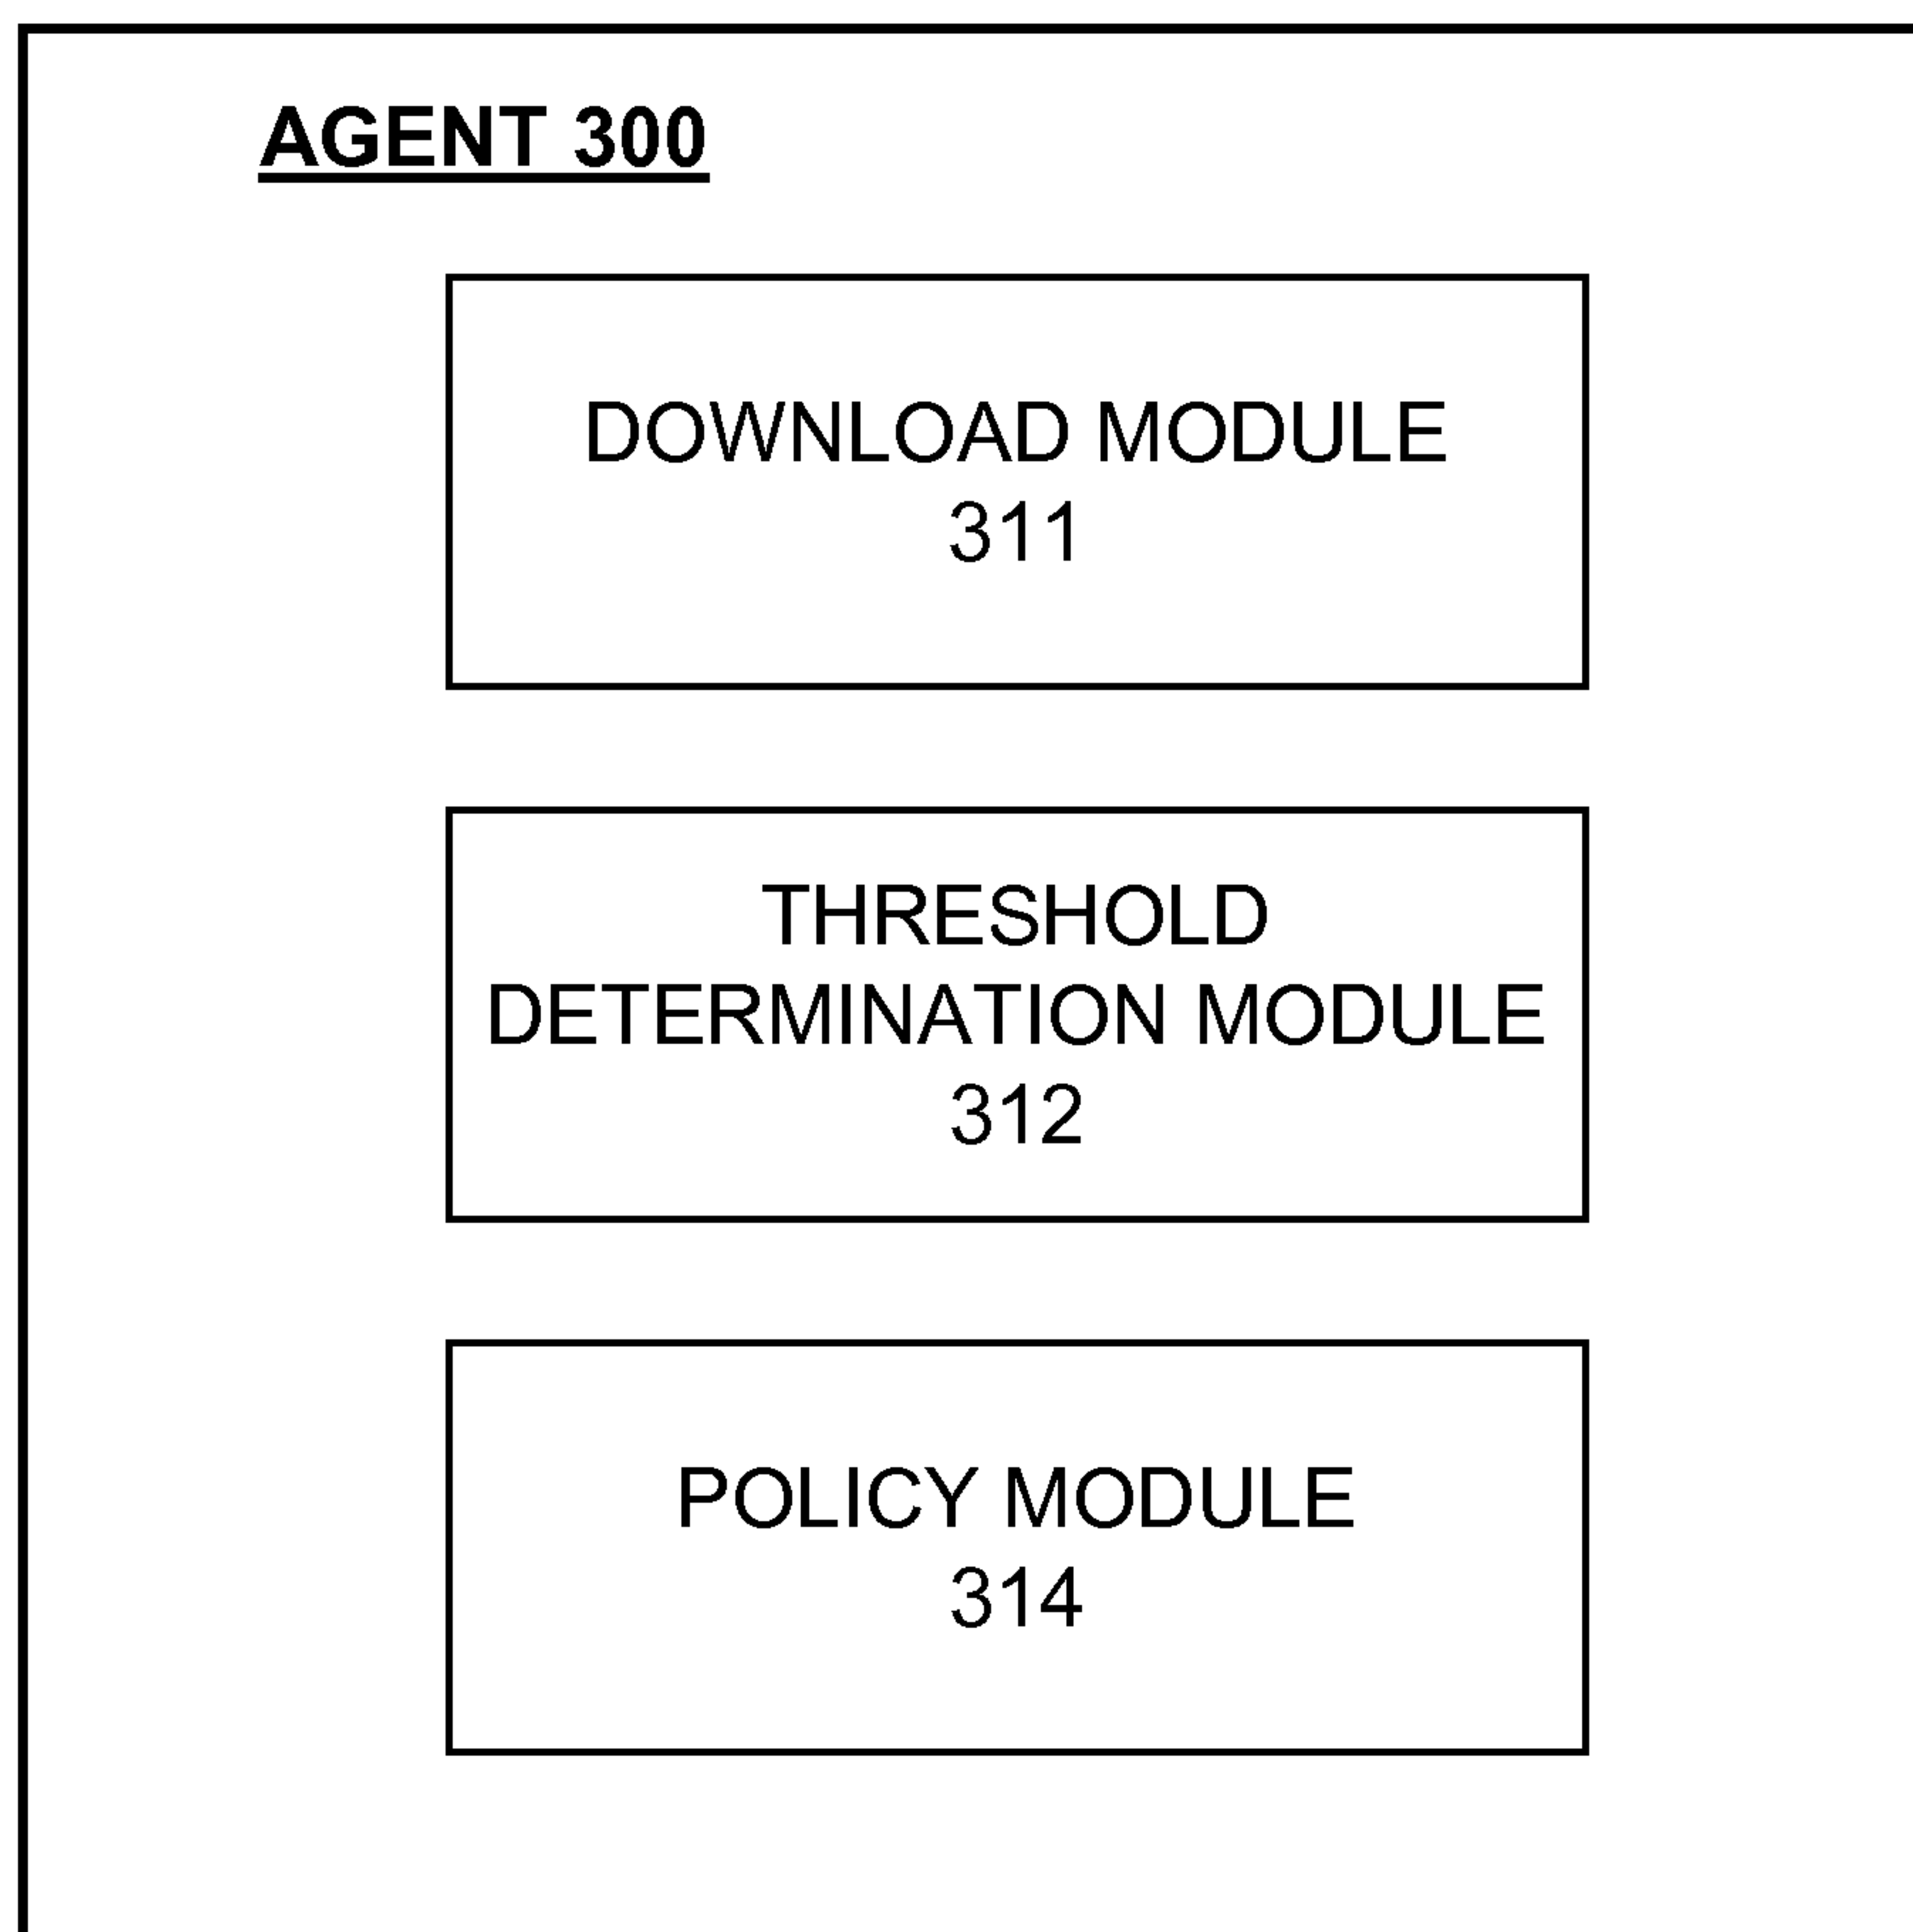 AGENT 300
DOWNLOAD MODULE
311
THRESHOLD
DETERMINATION MODULE
312
POLICY MODULE
314